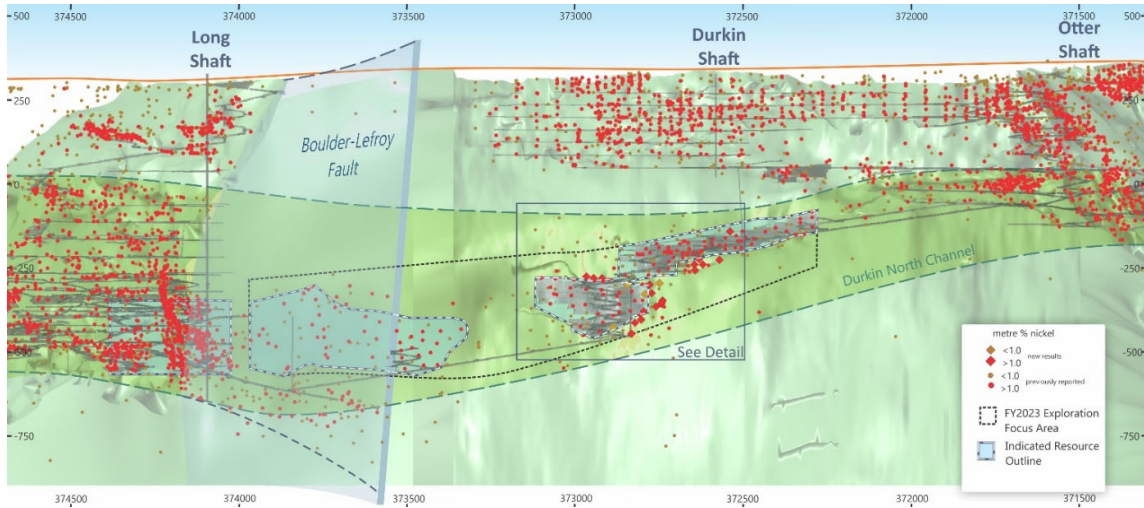 500
374500
374000
373500
373000
372500
372000
371500
500
Long
Shaft
Durkin
Shaft
Otter
Shaft
250
250
Boulder-Lefroy
Fault
0
0
-250
-250
Durkin North Channel
See Detail
-500
-500
-750
-750
metre % nickel
<1.0
>1.0
new results
<1.0
>1.0
previously reported
FY2023 Exploration
Focus Area
Indicated Resource
Outline
374500
374000
373500
373000
372500
372000
371500